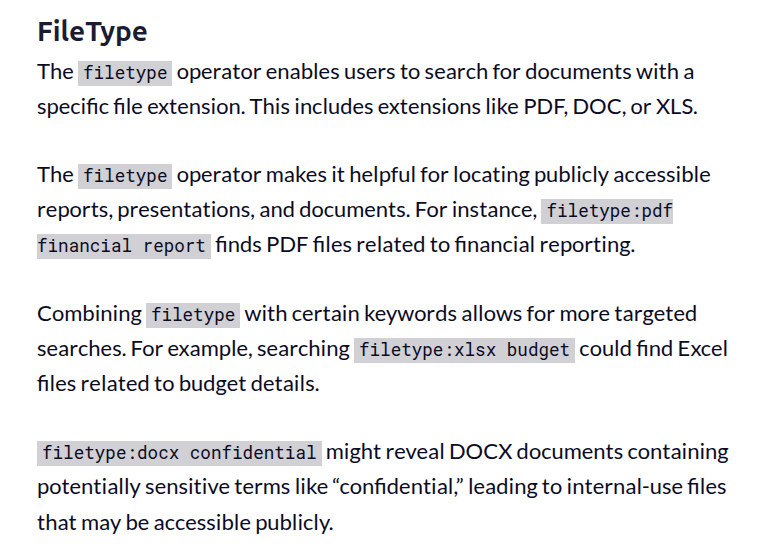 FileType
The filetype operator enables users to search for documents with a
specific file extension. This includes extensions like PDF, DOC, or XLS.
The filetype operator makes it helpful for locating publicly accessible
reports, presentations, and documents. For instance, filetype:pdf
financial report finds PDF files related to financial reporting.
Combining filetype with certain keywords allows for more targeted
searches. For example, searching filetype:xlsx budget could find Excel
files related to budget details.
filetype:docx confidential might reveal DOCX documents containing
potentially sensitive terms like “confidential,” leading to internal-use files
that may be accessible publicly.